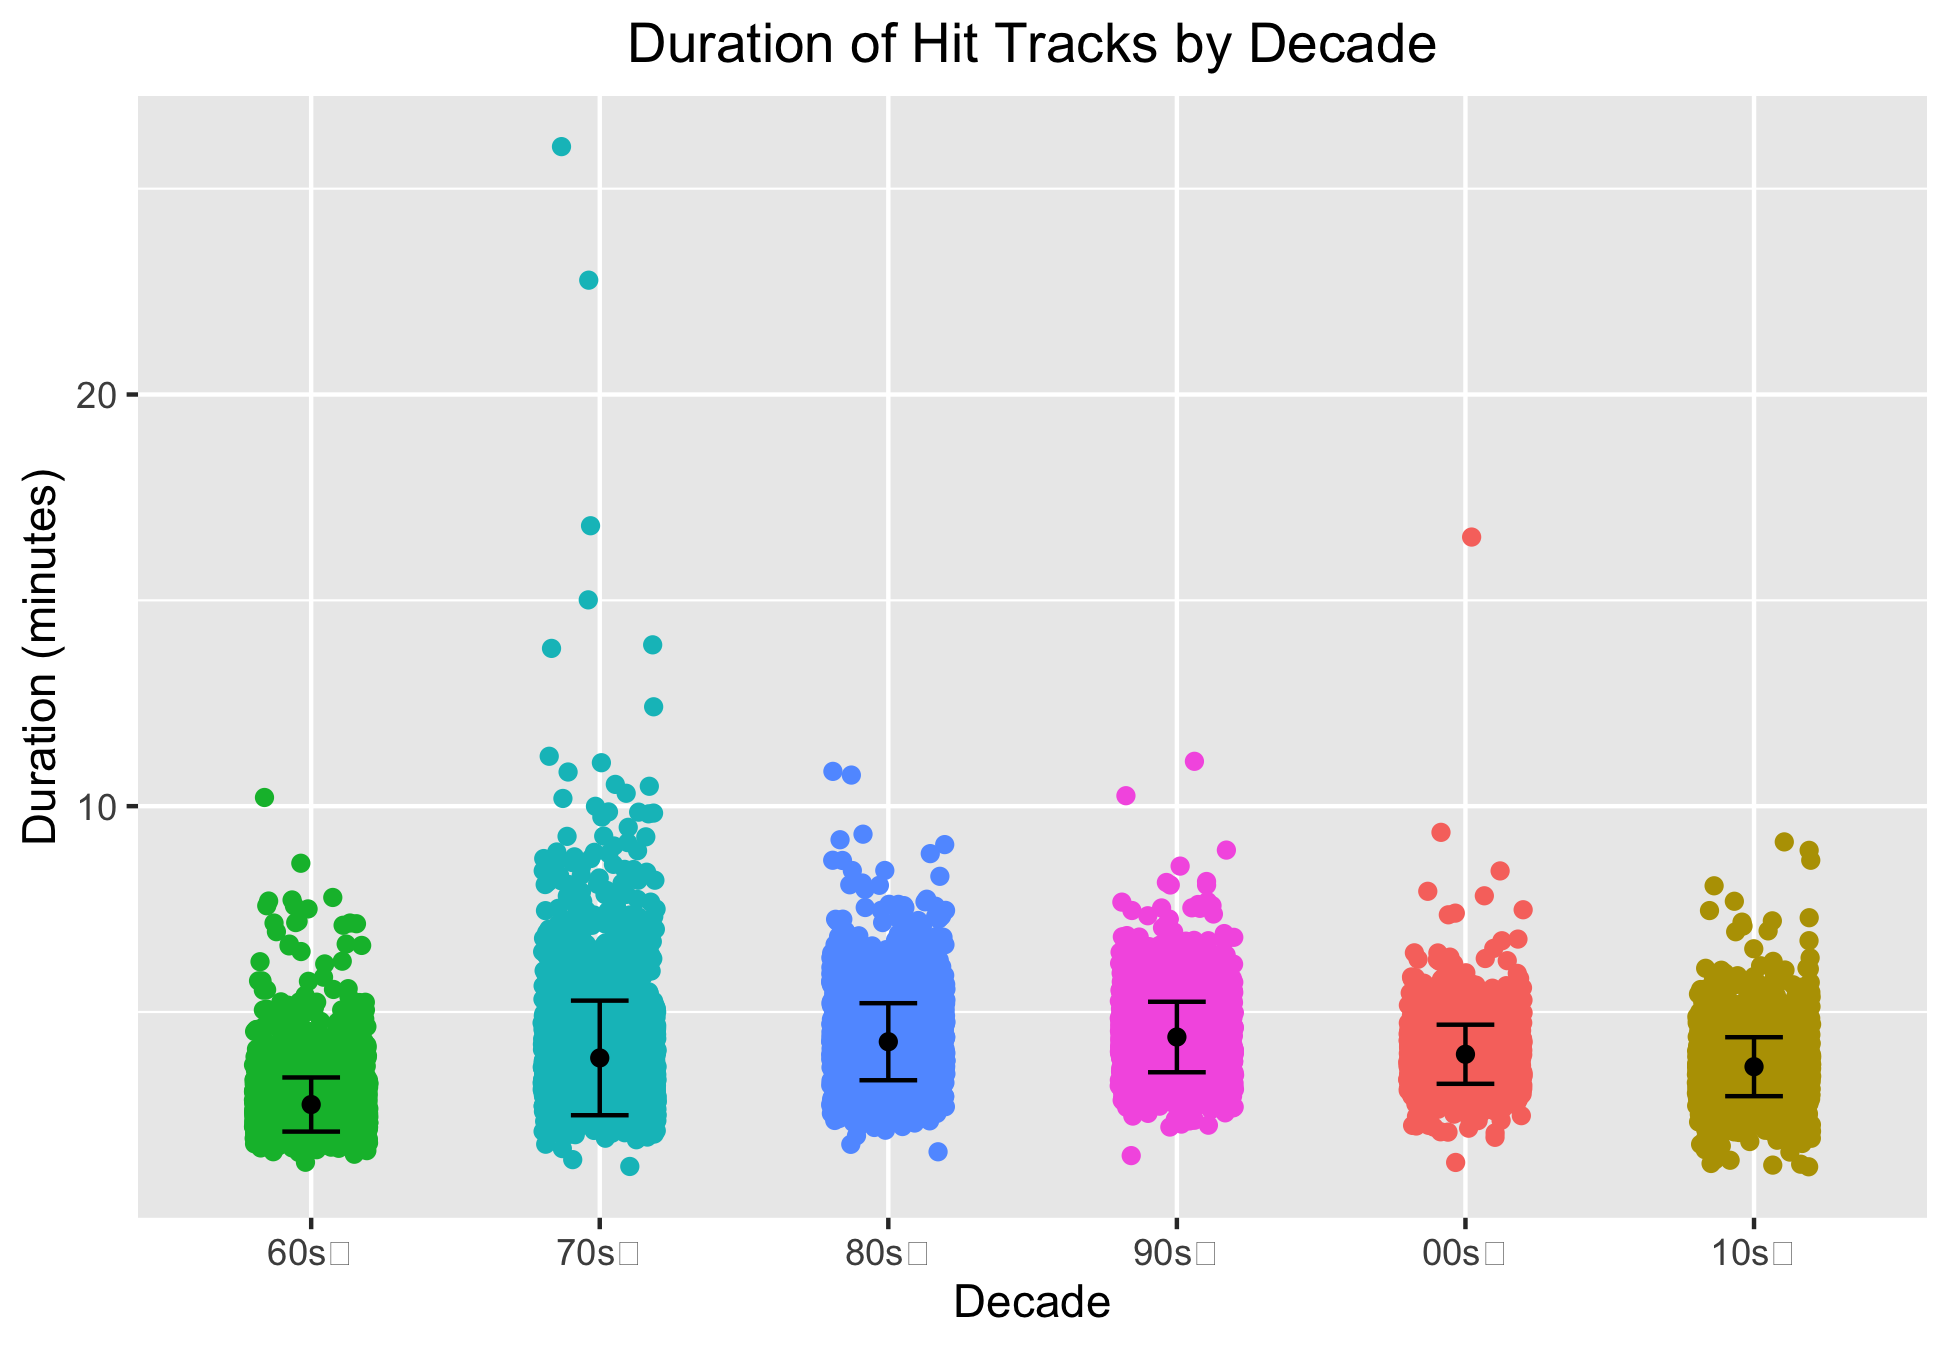 Duration of Hit Tracks by Decade
Duration (minutes)
20
10
60s□ 70s□ 80s□ 90s□ 00s□ 10s□
Decade